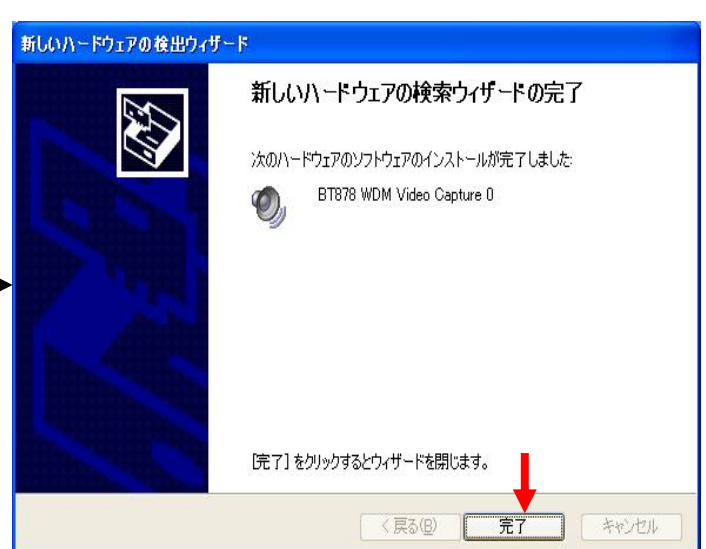 新しいハードウェアの検出ウィザード
新しいハードウェアの検索ウィザードの完了
次のハードウェアのソフトウェアのインストールが完了しました:
BT878 WDM Video Capture 0
[完了] をクリックするとウィザードを閉じます。
< 戻る(B) 完了 キャンセル